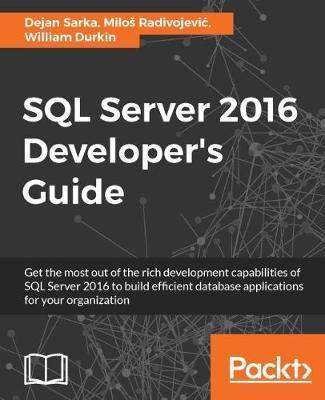 Dejan Sarka, Miloš Radivojević,
William Durkin
SQL Server 2016
Developer's
Guide
Get the most out of the rich development capabilities of
SQL Server 2016 to build efficient database applications
for your organization
Packt>